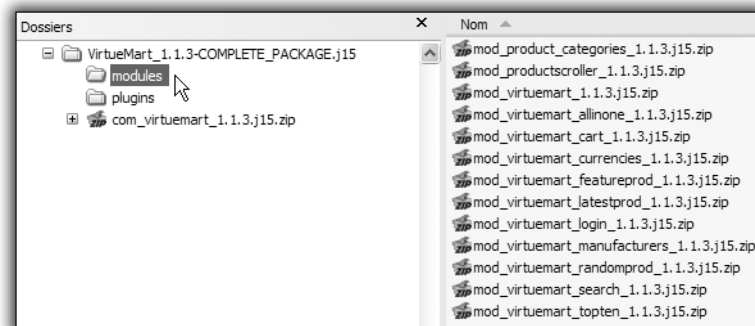 Dossiers
VirtueMart_1.1.3-COMPLETE_PACKAGE.j15
modules
plugins
com_virtuemart_1.1.3.j15.zip
Nom
mod_product_categories_1.1.3.j15.zip
mod_productscroller_1.1.3.j15.zip
mod_virtuemart_1.1.3.j15.zip
mod_virtuemart_allinone_1.1.3.j15.zip
mod_virtuemart_cart_1.1.3.j15.zip
mod_virtuemart_currencies_1.1.3.j15.zip
mod_virtuemart_featureprod_1.1.3.j15.zip
mod_virtuemart_latestprod_1.1.3.j15.zip
mod_virtuemart_login_1.1.3.j15.zip
mod_virtuemart_manufacturers_1.1.3.j15.zip
mod_virtuemart_randomprod_1.1.3.j15.zip
mod_virtuemart_search_1.1.3.j15.zip
mod_virtuemart_topten_1.1.3.j15.zip